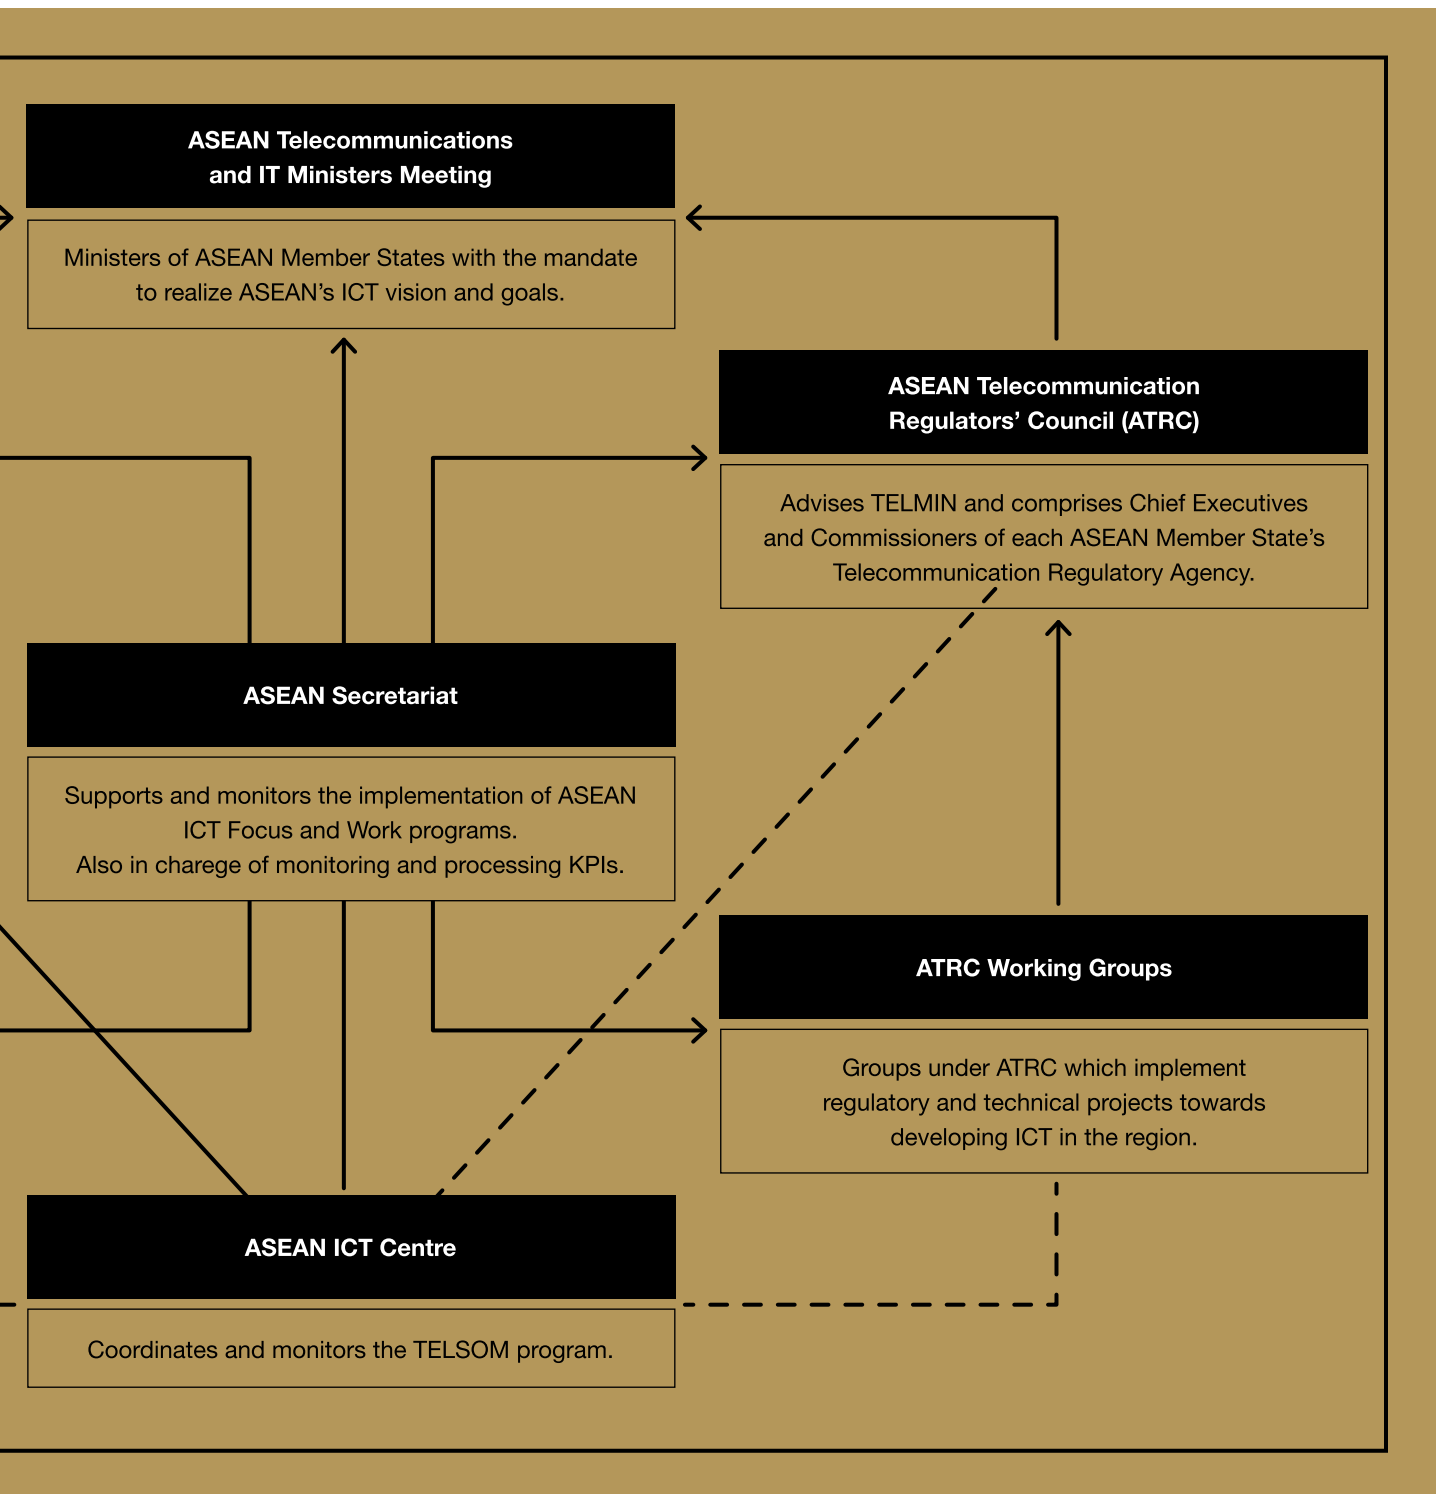 ASEAN Telecommunications
and IT Ministers Meeting
Ministers of ASEAN Member States with the mandate
to realize ASEAN’s ICT vision and goals.
ASEAN Telecommunication
Regulators’ Council (ATRC)
Advises TELMIN and comprises Chief Executives
and Commissioners of each ASEAN Member State’s
Telecommunication Regulatory Agency.
ASEAN Secretariat
Supports and monitors the implementation of ASEAN
ICT Focus and Work programs.
Also in charege of monitoring and processing KPIs.
ATRC Working Groups
Groups under ATRC which implement
regulatory and technical projects towards
developing ICT in the region.
ASEAN ICT Centre
Coordinates and monitors the TELSOM program.